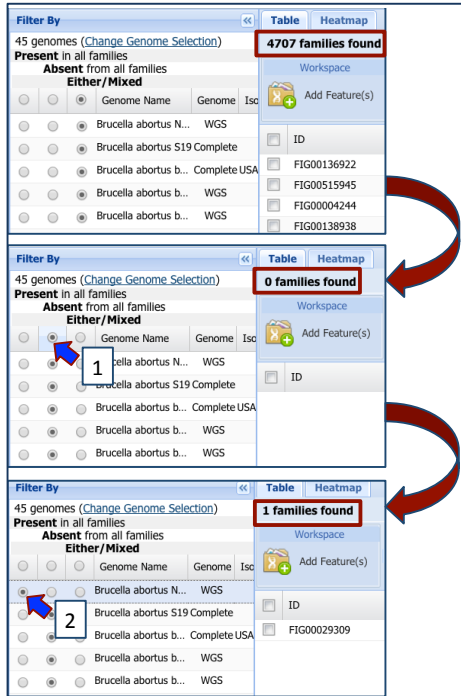 Filter By
Table Heatmap
45 genomes (Change Genome Selection)
4707 families found
Present in all families
Absent from all families
Either/Mixed
Workspace
Add Feature(s)
Genome Name Genome Iso
ID
Brucella abortus N... WGS
Brucella abortus S19 Complete
Brucella abortus b... Complete USA
Brucella abortus b... WGS
Brucella abortus b... WGS
FIG00136922
FIG00515945
FIG00004244
FIG00138938
Filter By
Table Heatmap
45 genomes (Change Genome Selection)
0 families found
Present in all families
Absent from all families
Either/Mixed
Workspace
Add Feature(s)
Genome Name Genome Iso
ID
1
cella abortus N... WGS
Brucella abortus S19 Complete
Brucella abortus b... Complete USA
Brucella abortus b... WGS
Filter By
Table Heatmap
45 genomes (Change Genome Selection)
1 families found
Present in all families
Absent from all families
Either/Mixed
Workspace
Add Feature(s)
Genome Name Genome Iso
ID
Brucella abortus N... WGS
2
Brucella abortus S19 Complete
Brucella abortus b... Complete USA
Brucella abortus b... WGS
Brucella abortus b... WGS
FIG00029309